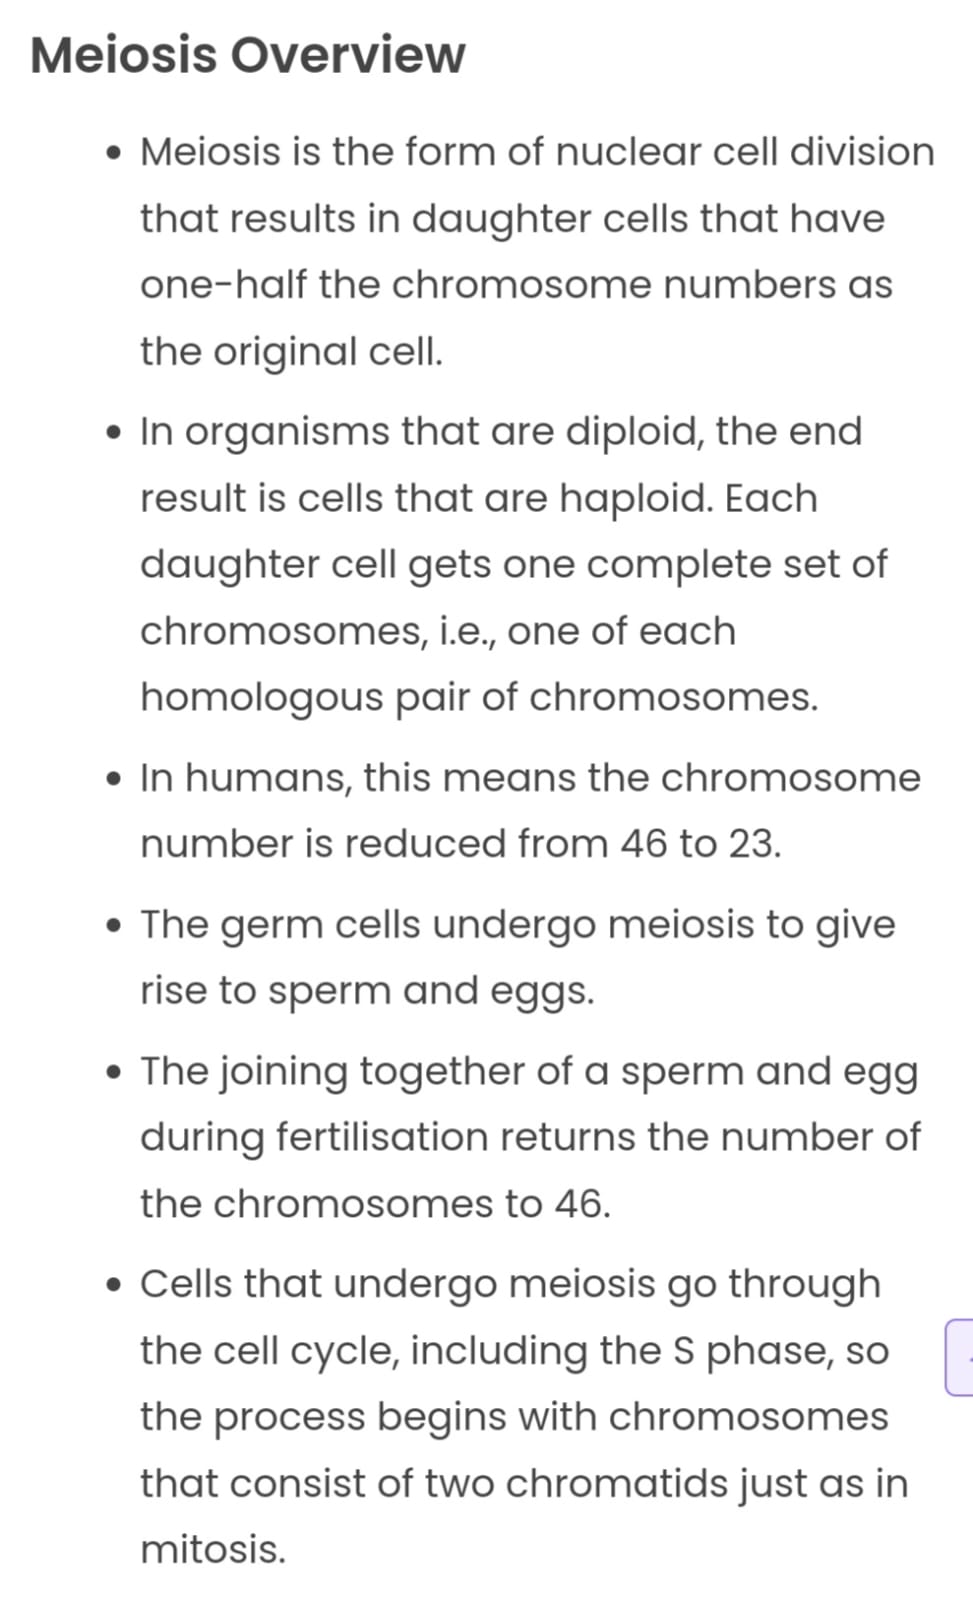 Meiosis Overview
• Meiosis is the form of nuclear cell division
that results in daughter cells that have
one-half the chromosome numbers as
the original cell.
• In organisms that are diploid, the end
result is cells that are haploid. Each
daughter cell gets one complete set of
chromosomes, i.e., one of each
homologous pair of chromosomes.
• In humans, this means the chromosome
number is reduced from 46 to 23.
• The germ cells undergo meiosis to give
rise to sperm and eggs.
• The joining together of a sperm and egg
during fertilisation returns the number of
the chromosomes to 46.
• Cells that undergo meiosis go through
the cell cycle, including the S phase, so
the process begins with chromosomes
that consist of two chromatids just as in
mitosis.